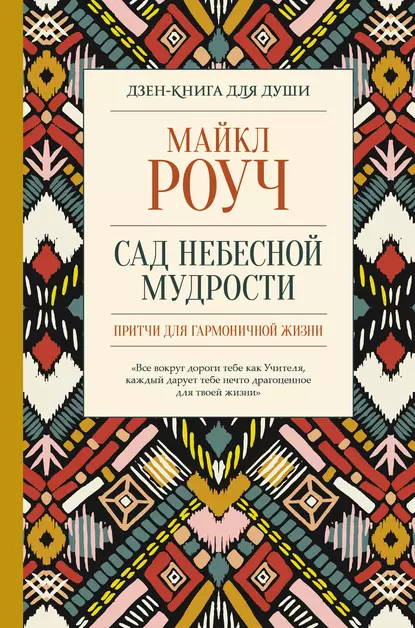 ДЗЕН-КНИГА ДЛЯ ДУШИ
МАЙКЛ
РОУЧ
САД НЕБЕСНОЙ
МУДРОСТИ
ПРИТЧИ ДЛЯ ГАРМОНИЧНОЙ ЖИЗНИ
«Все вокруг дороги тебе как Учителя,
каждый дарует тебе нечто драгоценное
для твоей жизни»